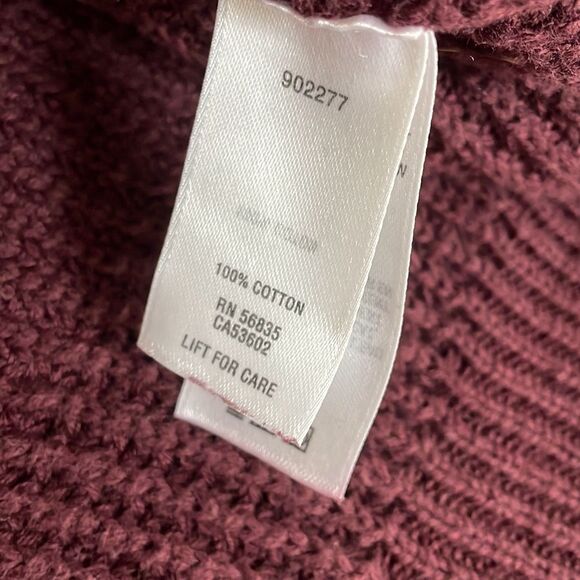 902277
100% COTTON
RN 56835
CA53602
LIFT FOR CARE